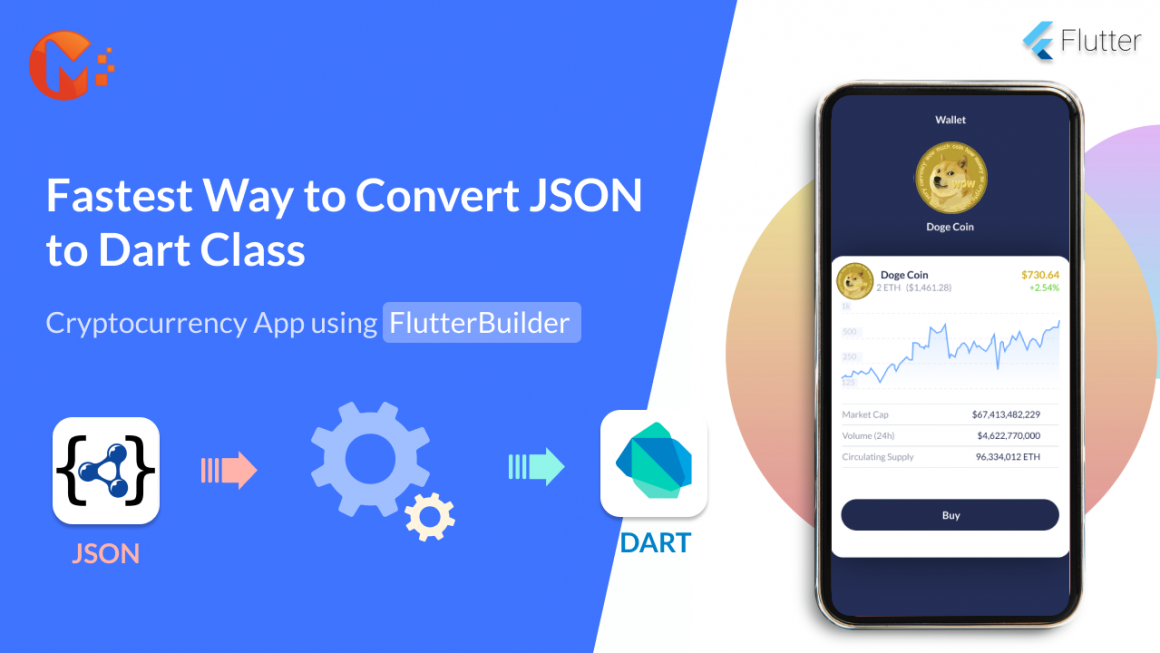 Flutter
Fastest Way to Convert JSON
to Dart Class
Cryptocurrency App using FlutterBuilder
JSON
DART
Wallet
WOW
Doge Coin
Doge Coin
$730.64
2 ETH ($1,461.28)
+2.54%
1K
500
250
125
Market Cap $67,413,482,229
Volume (24h) $4,622,770,000
Circulating Supply 96,334,012 ETH
Buy